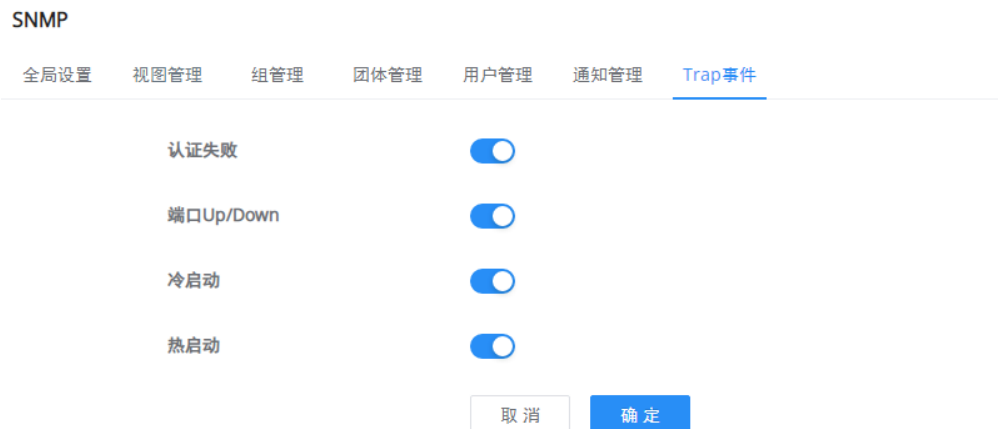 SNMP
全局设置 视图管理 组管理 团体管理 用户管理 通知管理 Trap事件
认证失败
端口Up/Down
冷启动
热启动
取 消 确 定